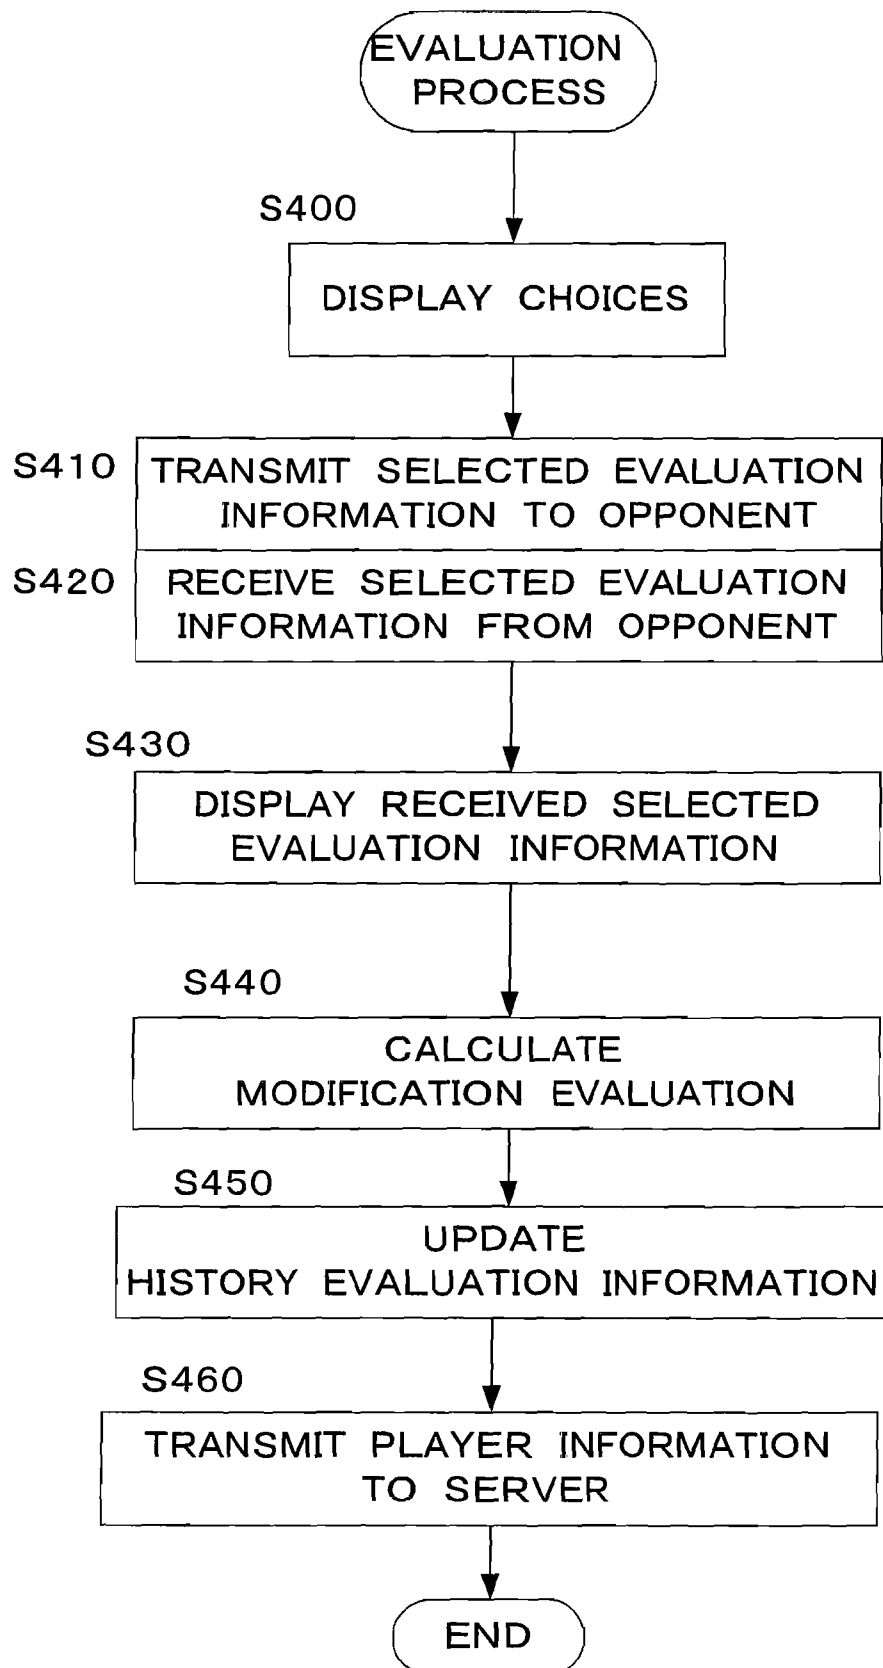 EVALUATION
PROCESS
S400
DISPLAY CHOICES
S410
TRANSMIT SELECTED EVALUATION
INFORMATION TO OPPONENT
S420
RECEIVE SELECTED EVALUATION
INFORMATION FROM OPPONENT
S430
DISPLAY RECEIVED SELECTED
EVALUATION INFORMATION
S440
CALCULATE
MODIFICATION EVALUATION
S450
UPDATE
HISTORY EVALUATION INFORMATION
S460
TRANSMIT PLAYER INFORMATION
TO SERVER
END